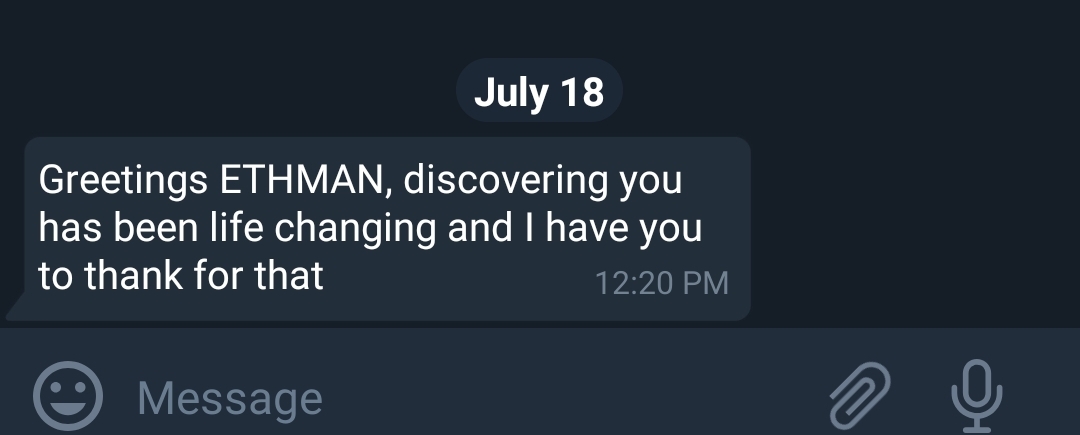 July 18
Greetings ETHMAN, discovering you
has been life changing and I have you
to thank for that
12:20 PM
Message